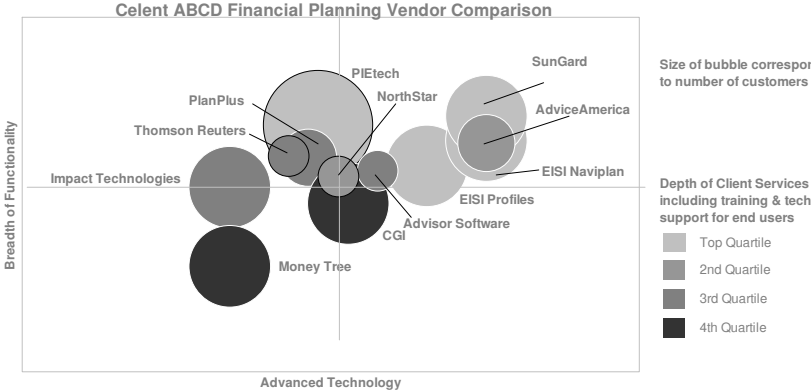 Celent ABCD Financial Planning Vendor Comparison
SunGard
Size of bubble correspon
to number of customers
PIEtech
NorthStar
PlanPlus
AdviceAmerica
Thomson Reuters
Impact Technologies
EISI Naviplan
EISI Profiles
Advisor Software
CGI
Money Tree
Breadth of Functionality
Advanced Technology
Depth of Client Services
including training & tech
support for end users
Top Quartile
2nd Quartile
3rd Quartile
4th Quartile